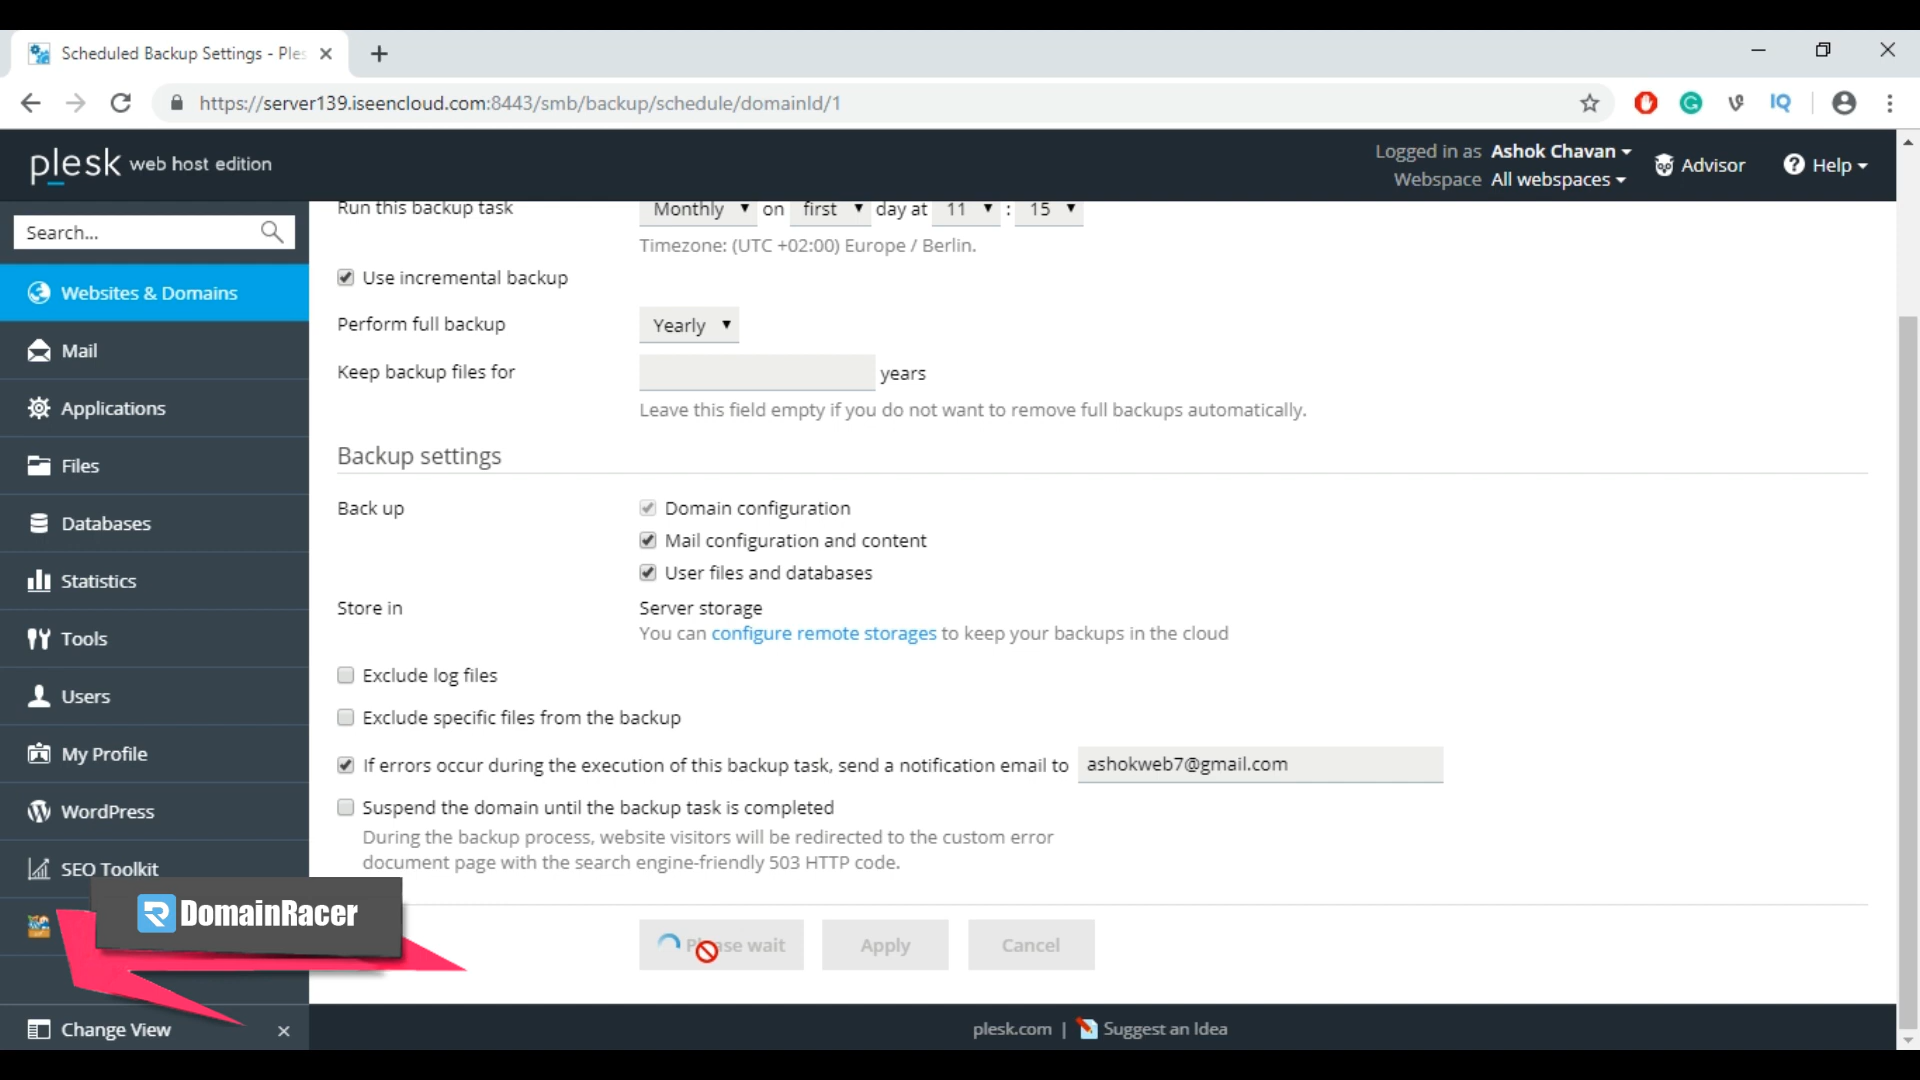 Scheduled Backup Settings - Ples
https://server139.iseencloud.com:8443/smb/backup/schedule/domainId/1
IQ
plesk web host edition
Logged in as Ashok Chavan
Webspace All webspaces
Advisor
Help
Search...
Websites & Domains
Mail
Applications
Files
Databases
Statistics
Tools
Users
My Profile
WordPress
SEO Toolkit
DomainRacer
Change View
Run this backup task Monthly on first day at 11 : 15
Timezone: (UTC +02:00) Europe / Berlin.
Use incremental backup
Perform full backup Yearly
Keep backup files for years
Leave this field empty if you do not want to remove full backups automatically.
Backup settings
Back up Domain configuration
Mail configuration and content
User files and databases
Store in Server storage
You can configure remote storages to keep your backups in the cloud
Exclude log files
Exclude specific files from the backup
If errors occur during the execution of this backup task, send a notification email to ashokweb7@gmail.com
Suspend the domain until the backup task is completed
During the backup process, website visitors will be redirected to the custom error
document page with the search engine-friendly 503 HTTP code.
Please wait Apply Cancel
plesk.com | Suggest an Idea